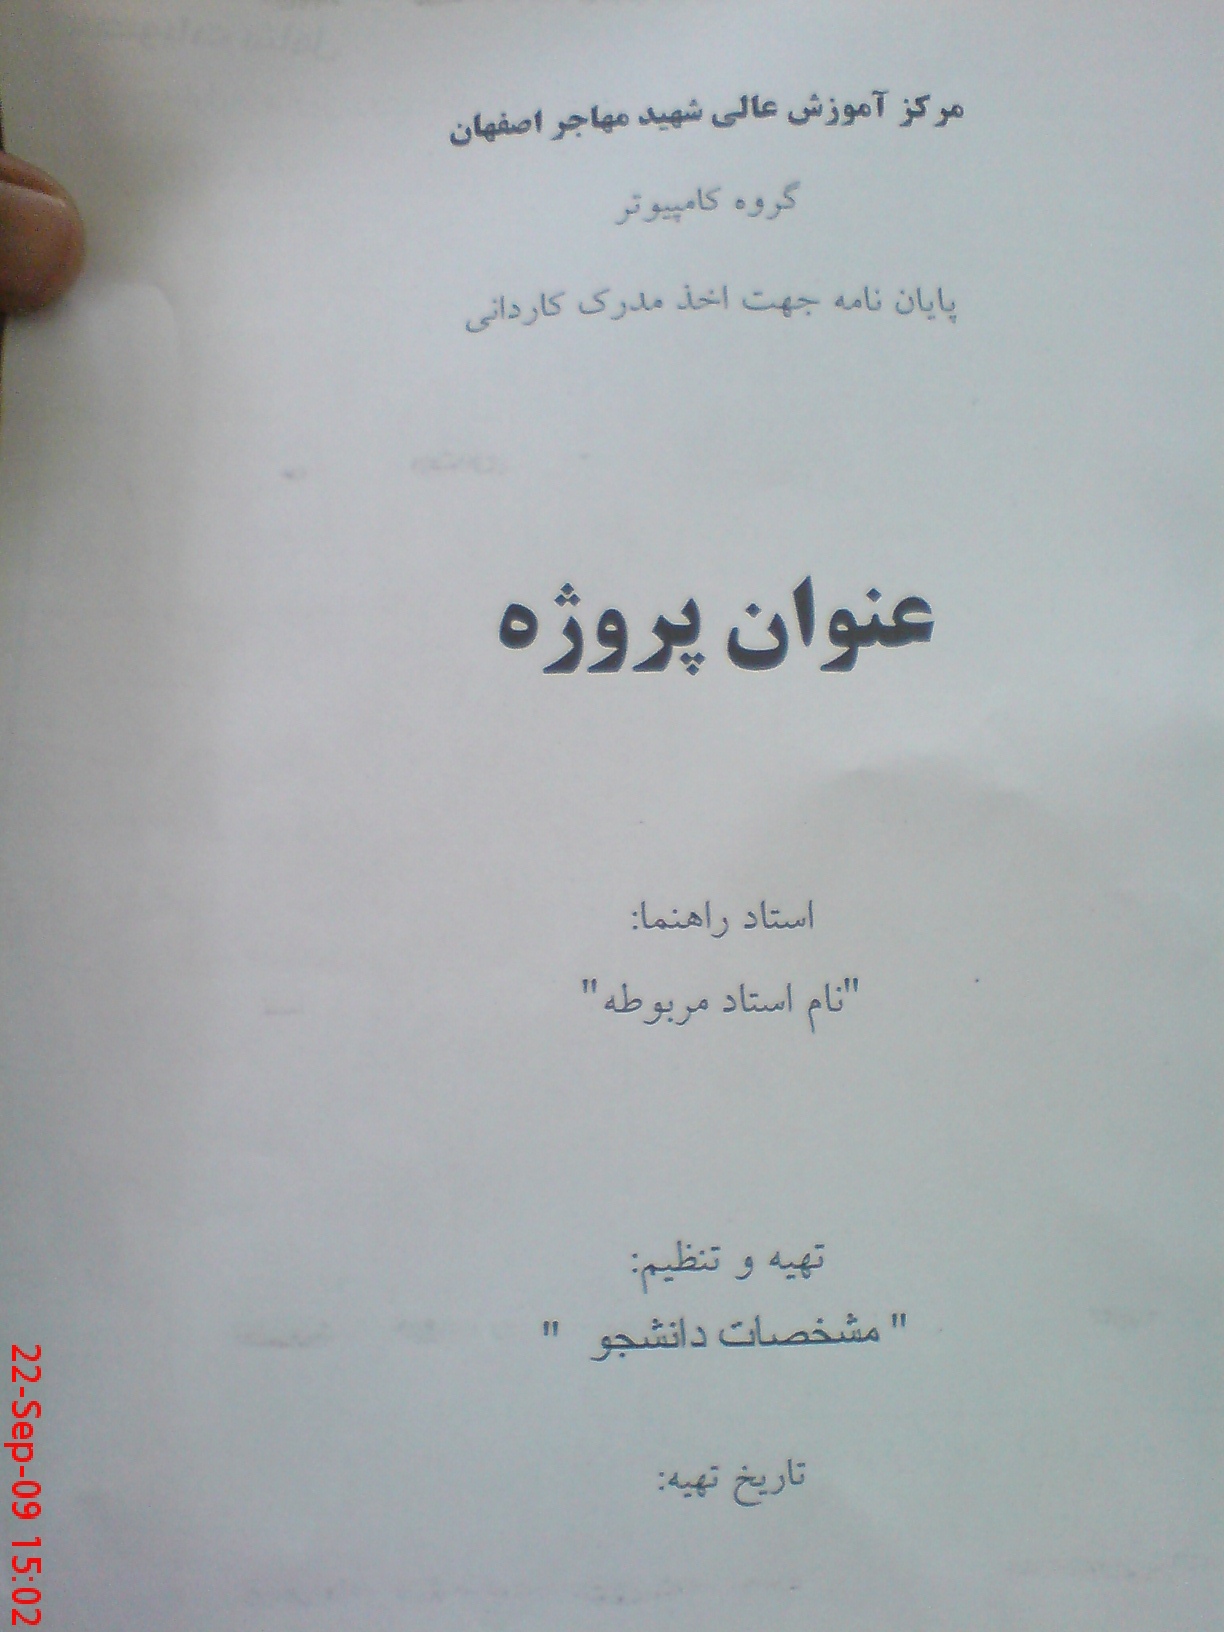 مرکز آموزش عالی شهید مهاجر اصفهان
گروه کامپیوتر
پایان نامه جهت اخذ مدرک کاردانی
عنوان پروژه
استاد راهنما:
"نام استاد مربوطه"
تهیه و تنظیم:
" مشخصات دانشجو "
تاریخ تهیه:
22-Sep-09 15:02